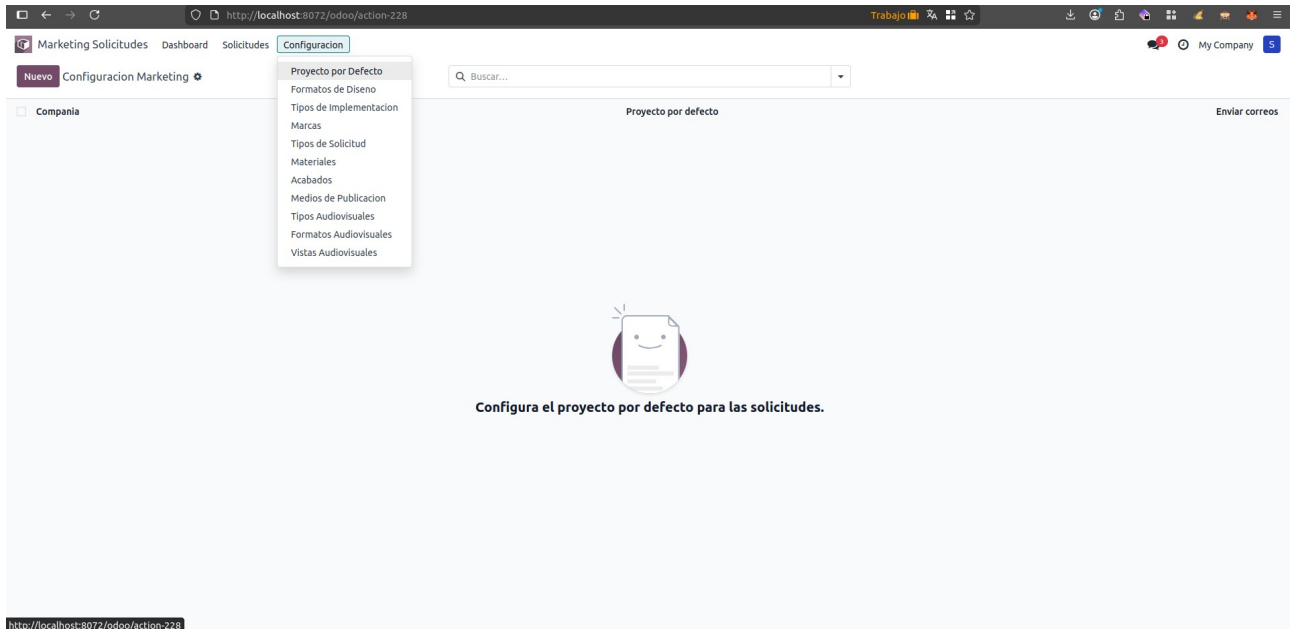 http://localhost:8072/odoo/action-228
Trabajo
Marketing Solicitudes Dashboard Solicitudes Configuracion
3
My Company S
Nuevo Configuracion Marketing
Buscar...
Proyecto por Defecto
Formatos de Diseno
Tipos de Implementacion
Marcas
Tipos de Solicitud
Materiales
Acabados
Medios de Publicacion
Tipos Audiovisuales
Formatos Audiovisuales
Vistas Audiovisuales
Compania Proyecto por defecto Enviar correos
Configura el proyecto por defecto para las solicitudes.
http://localhost:8072/odoo/action-228